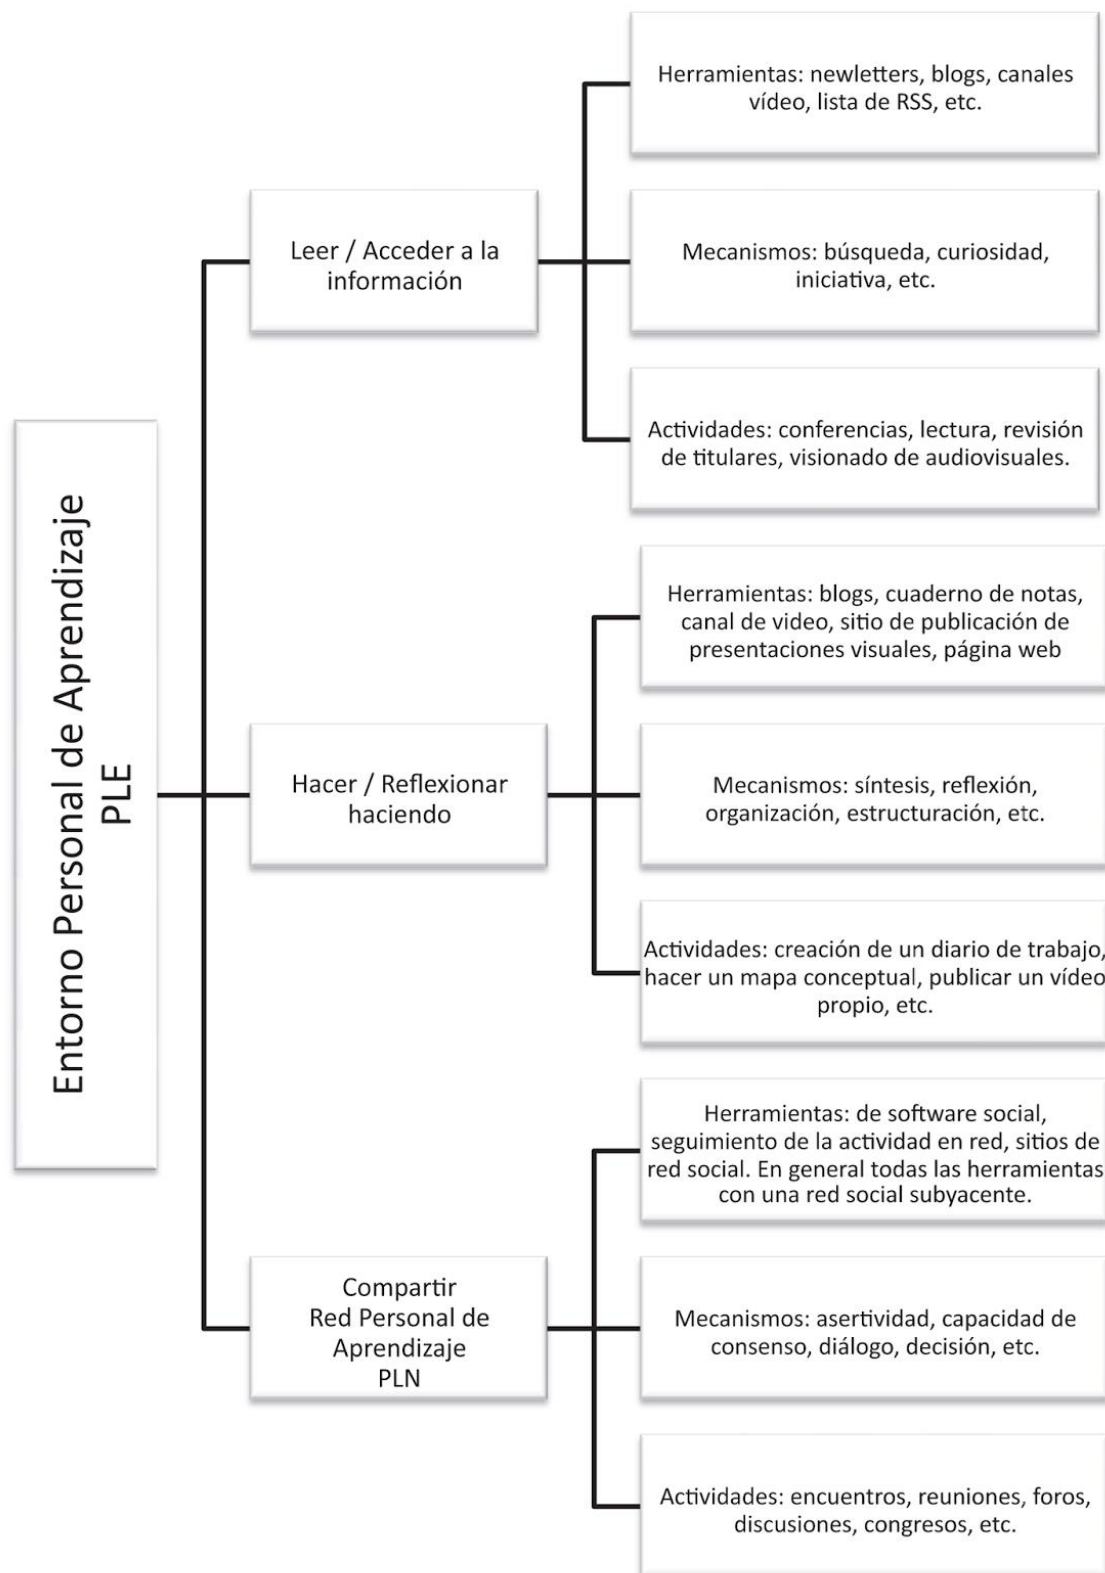 Entorno Personal de Aprendizaje
PLE
Leer / Acceder a la
información
Herramientas: newletters, blogs, canales
vídeo, lista de RSS, etc.
Mecanismos: búsqueda, curiosidad,
iniciativa, etc.
Actividades: conferencias, lectura, revisión
de titulares, visionado de audiovisuales.
Hacer / Reflexionar
haciendo
Herramientas: blogs, cuaderno de notas,
canal de video, sitio de publicación de
presentaciones visuales, página web
Mecanismos: síntesis, reflexión,
organización, estructuración, etc.
Actividades: creación de un diario de trabajo,
hacer un mapa conceptual, publicar un vídeo
propio, etc.
Compartir
Red Personal de
Aprendizaje
PLN
Herramientas: de software social,
seguimiento de la actividad en red, sitios de
red social. En general todas las herramientas
con una red social subyacente.
Mecanismos: asertividad, capacidad de
consenso, diálogo, decisión, etc.
Actividades: encuentros, reuniones, foros,
discusiones, congresos, etc.